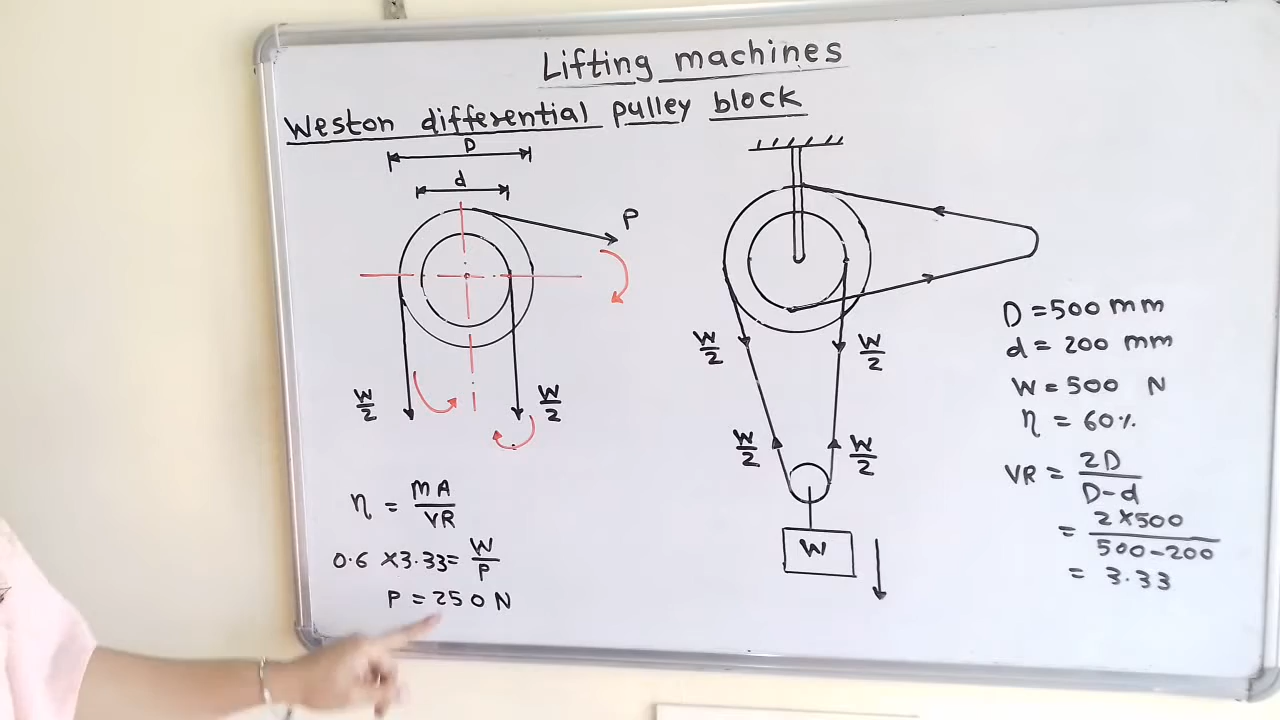 Lifting machines
Weston differential pulley block
D
d
P
W/2
W/2
η = MA/VR
0.6 ×3.33= W/P
P = 250 N
W/2
W/2
W/2
W/2
W
D = 500 mm
d = 200 mm
W = 500 N
η = 60%
VR = 2D/D-d
= 2×500/500-200
= 3.33